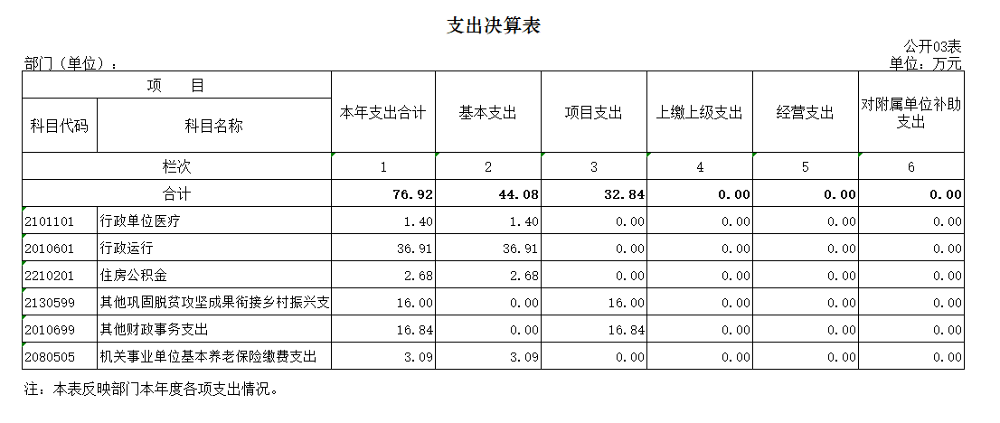 支出决算表
公开03表
部门（单位）：
单位：万元
项 目 本年支出合计 基本支出 项目支出 上缴上级支出 经营支出 对附属单位补助支出
科目代码 科目名称
栏次 1 2 3 4 5 6
合计 76.92 44.08 32.84 0.00 0.00 0.00
2101101 行政单位医疗 1.40 1.40 0.00 0.00 0.00 0.00
2010601 行政运行 36.91 36.91 0.00 0.00 0.00 0.00
2210201 住房公积金 2.68 2.68 0.00 0.00 0.00 0.00
2130599 其他巩固脱贫攻坚成果衔接乡村振兴支 16.00 0.00 16.00 0.00 0.00 0.00
2010699 其他财政事务支出 16.84 0.00 16.84 0.00 0.00 0.00
2080505 机关事业单位基本养老保险缴费支出 3.09 3.09 0.00 0.00 0.00 0.00
注：本表反映部门本年度各项支出情况。